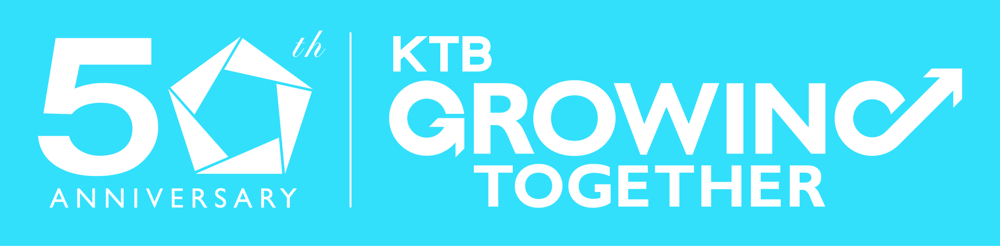 50th
ANNIVERSARY
KTB
GROWING
TOGETHER